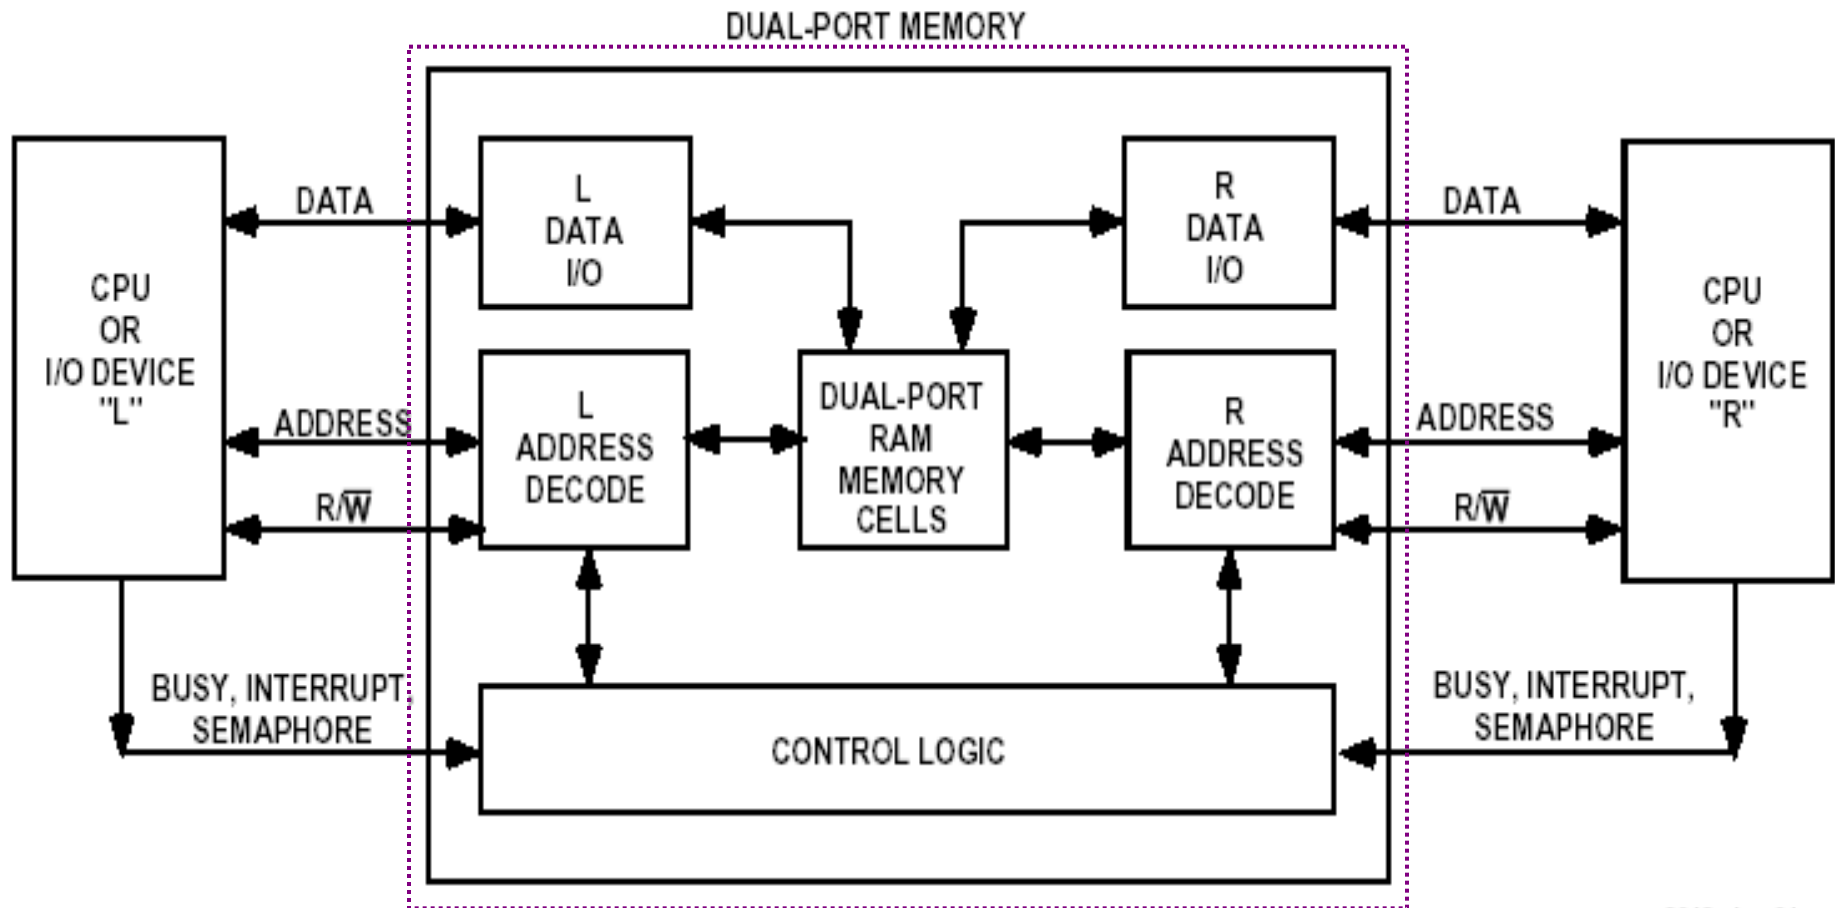 DUAL-PORT MEMORY
CPU
OR
I/O DEVICE
"L"
DATA
ADDRESS
R/W̅
BUSY, INTERRUPT,
SEMAPHORE
L
DATA
I/O
L
ADDRESS
DECODE
DUAL-PORT
RAM
MEMORY
CELLS
R
DATA
I/O
R
ADDRESS
DECODE
CONTROL LOGIC
DATA
ADDRESS
R/W̅
BUSY, INTERRUPT,
SEMAPHORE
CPU
OR
I/O DEVICE
"R"